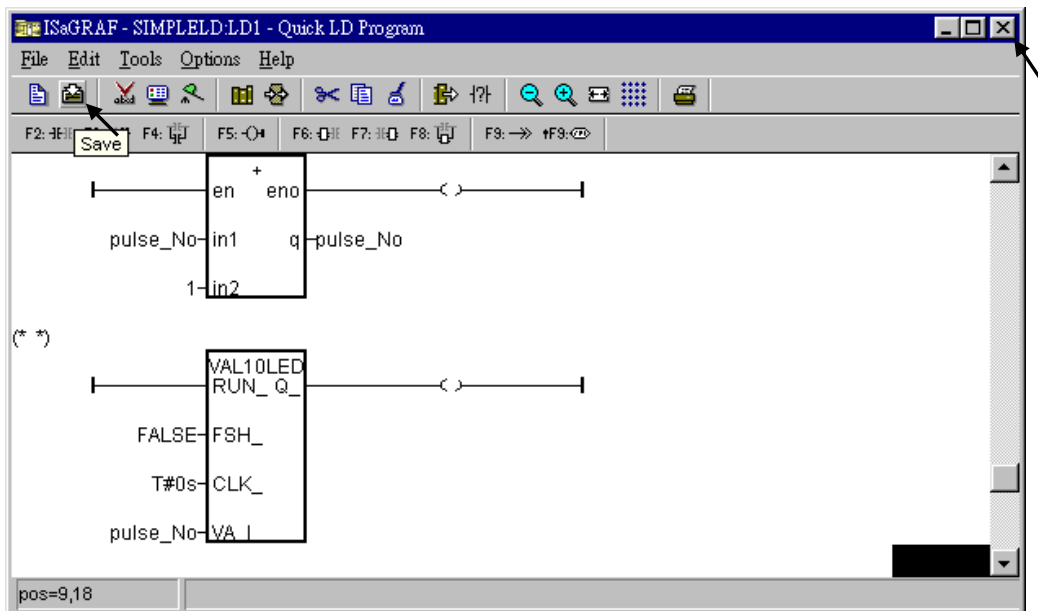 ISaGRAF - SIMPLELD:LD1 - Quick LD Program
File Edit Tools Options Help
F2: F4: F5: F6: F7: F8: F9: F9:
Save
+
en eno
pulse_No in1 q pulse_No
1 in2
(* *)
VAL10LED
RUN_ Q_
FALSE FSH_
T#0s CLK_
pulse_No
pos=9,18